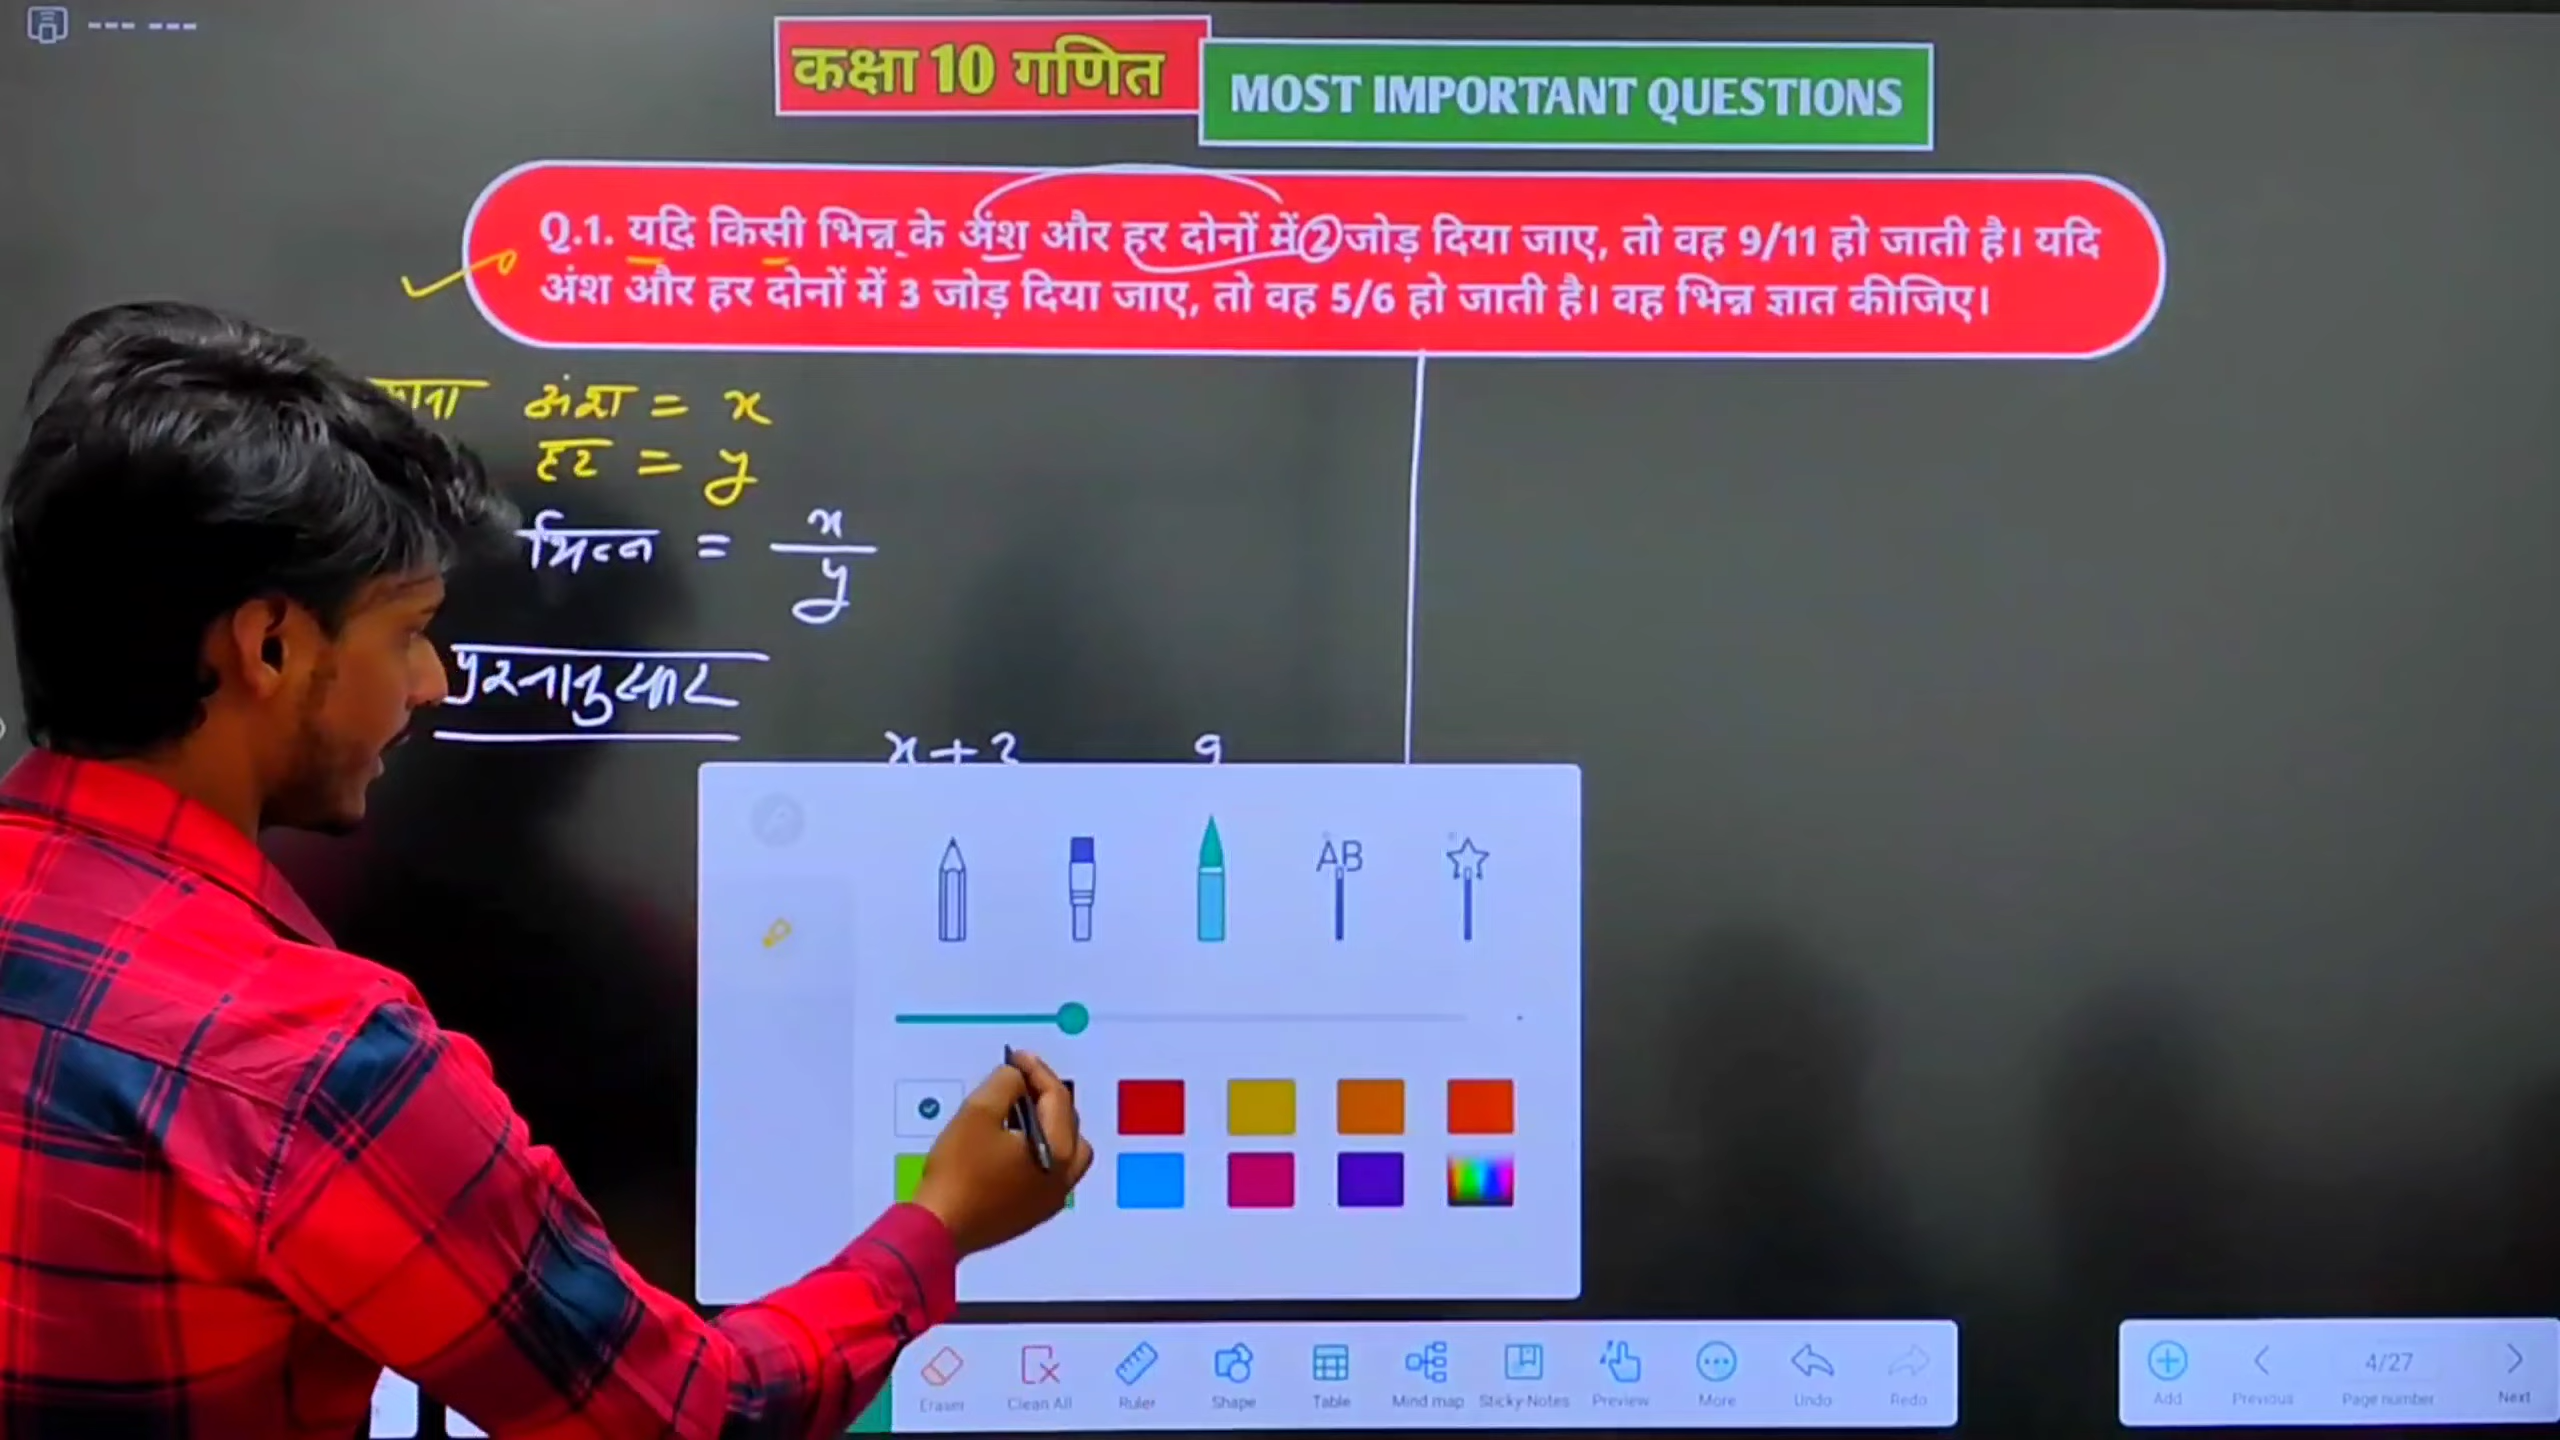 कक्षा 10 गणित
MOST IMPORTANT QUESTIONS
Q.1. यदि किसी भिन्न के अंश और हर दोनों में 2 जोड़ दिया जाए, तो वह 9/11 हो जाती है। यदि
अंश और हर दोनों में 3 जोड़ दिया जाए, तो वह 5/6 हो जाती है। वह भिन्न ज्ञात कीजिए।
अंश = x
हर = y
भिन्न = x
y
प्रश्नानुसार
x + 2 9
AB
Eraser Clean All Ruler Shape Table Mind map Sticky Notes Preview More Undo Redo
4/27
Add Previous Page number Next